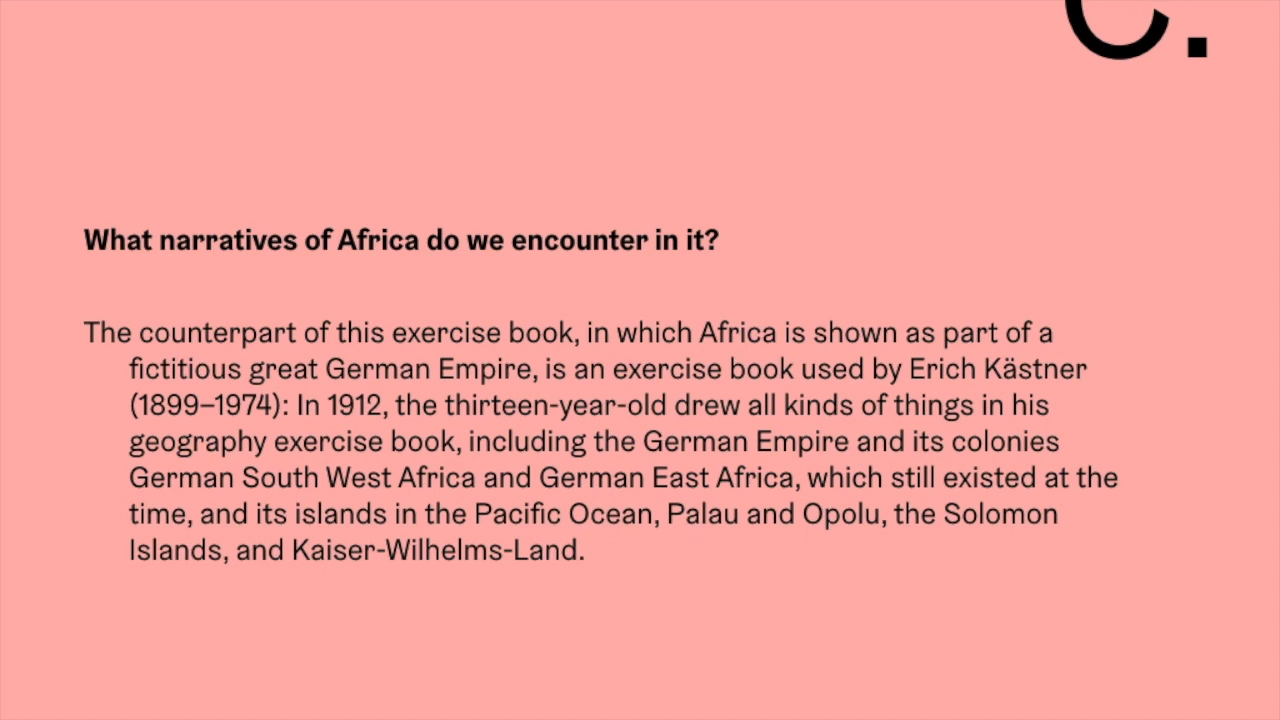 C.
What narratives of Africa do we encounter in it?
The counterpart of this exercise book, in which Africa is shown as part of a
fictitious great German Empire, is an exercise book used by Erich Kästner
(1899–1974): In 1912, the thirteen-year-old drew all kinds of things in his
geography exercise book, including the German Empire and its colonies
German South West Africa and German East Africa, which still existed at the
time, and its islands in the Pacific Ocean, Palau and Opolu, the Solomon
Islands, and Kaiser-Wilhelms-Land.